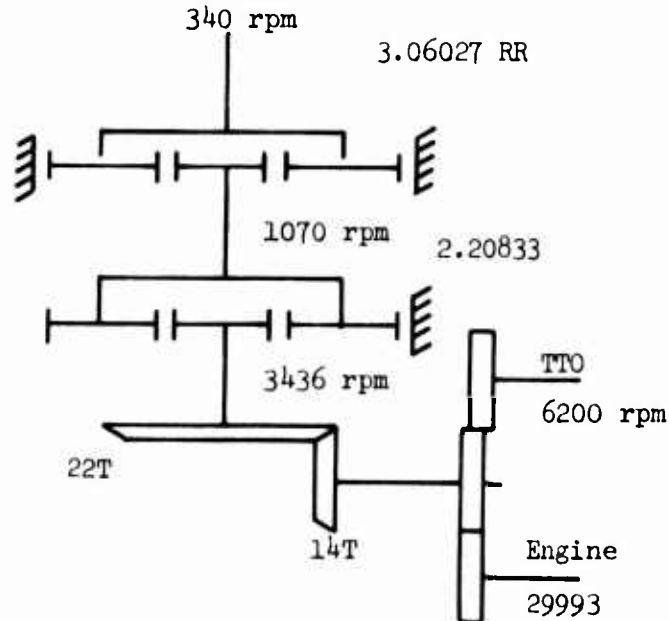 340 rpm
3.06027 RR
1070 rpm
2.20833
3436 rpm
TTO
6200 rpm
22T
14T
Engine
29993